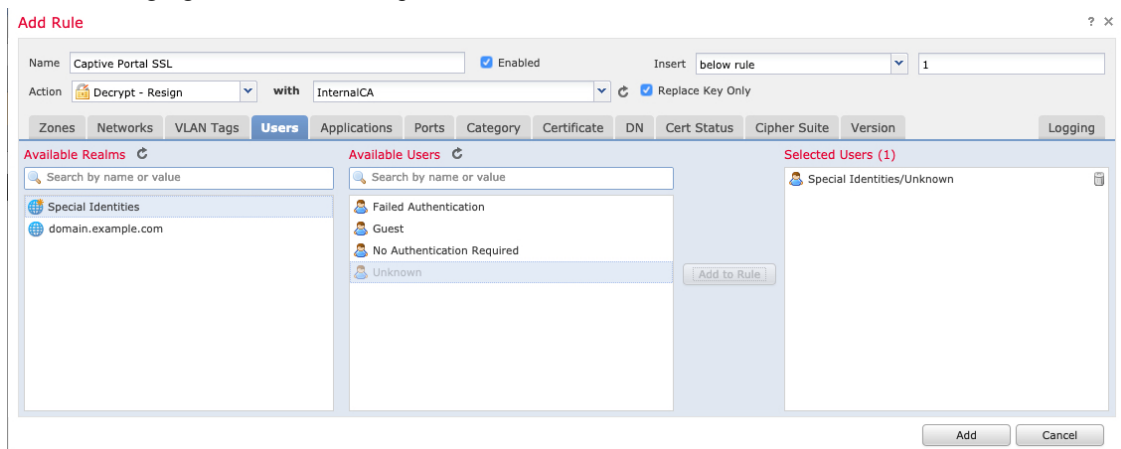 Add Rule ? ×
Name Captive Portal SSL Enabled Insert below rule 1
Action Decrypt - Resign with InternalCA Replace Key Only
Zones Networks VLAN Tags Users Applications Ports Category Certificate DN Cert Status Cipher Suite Version Logging
Available Realms Available Users Selected Users (1)
Search by name or value Search by name or value Special Identities/Unknown
Special Identities Failed Authentication
domain.example.com Guest
No Authentication Required
Unknown Add to Rule
Add Cancel